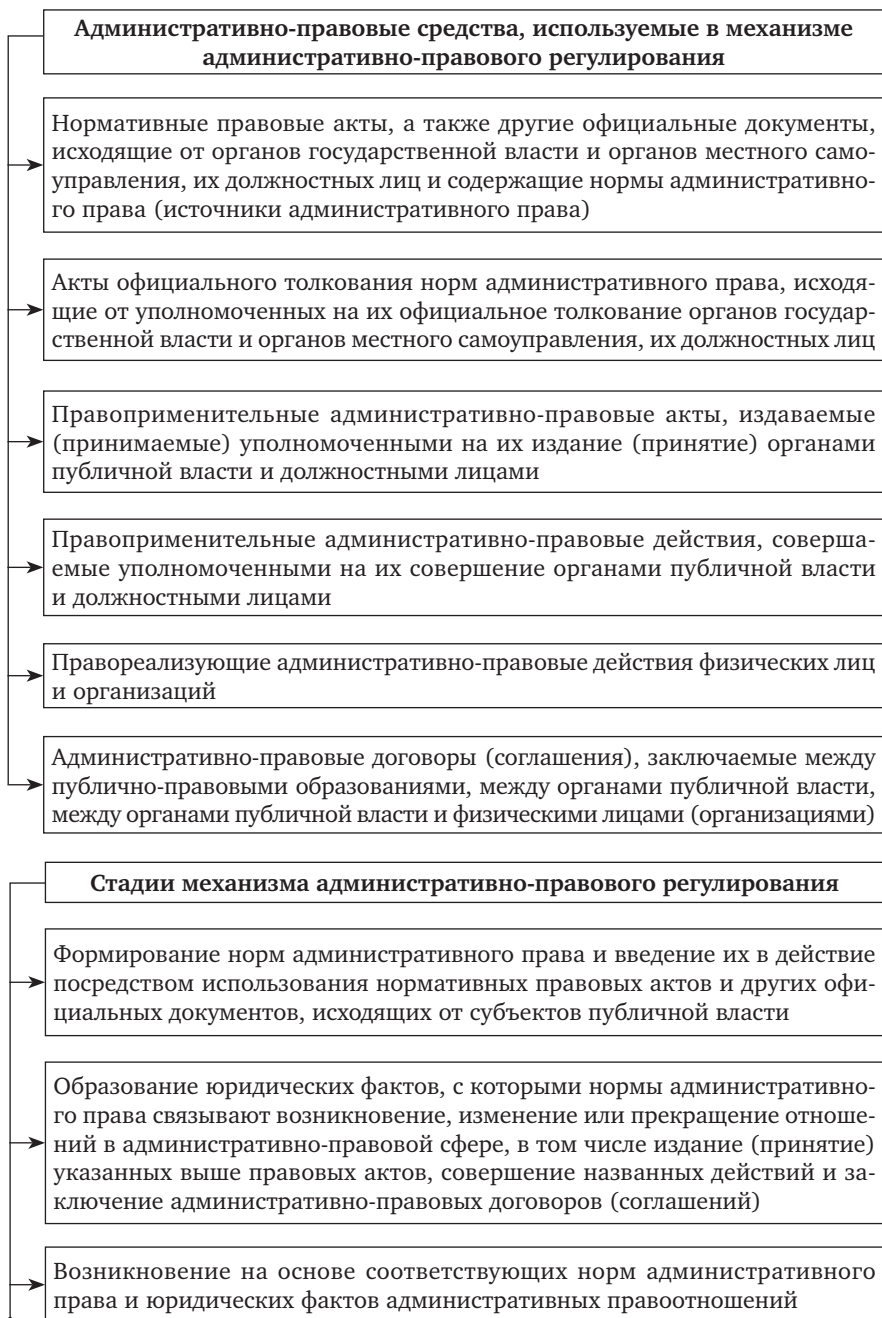 Административно-правовые средства, используемые в механизме
административно-правового регулирования
Нормативные правовые акты, а также другие официальные документы,
исходящие от органов государственной власти и органов местного само-
управления, их должностных лиц и содержащие нормы административно-
го права (источники административного права)
Акты официального толкования норм административного права, исходя-
щие от уполномоченных на их официальное толкование органов государ-
ственной власти и органов местного самоуправления, их должностных лиц
Правоприменительные административно-правовые акты, издаваемые
(принимаемые) уполномоченными на их издание (принятие) органами
публичной власти и должностными лицами
Правоприменительные административно-правовые действия, соверша-
емые уполномоченными на их совершение органами публичной власти
и должностными лицами
Правореализующие административно-правовые действия физических лиц
и организаций
Административно-правовые договоры (соглашения), заключаемые между
публично-правовыми образованиями, между органами публичной власти,
между органами публичной власти и физическими лицами (организациями)
Стадии механизма административно-правового регулирования
Формирование норм административного права и введение их в действие
посредством использования нормативных правовых актов и других офи-
циальных документов, исходящих от субъектов публичной власти
Образование юридических фактов, с которыми нормы административно-
го права связывают возникновение, изменение или прекращение отноше-
ний в административно-правовой сфере, в том числе издание (принятие)
указанных выше правовых актов, совершение названных действий и за-
ключение административно-правовых договоров (соглашений)
Возникновение на основе соответствующих норм административного
права и юридических фактов административных правоотношений